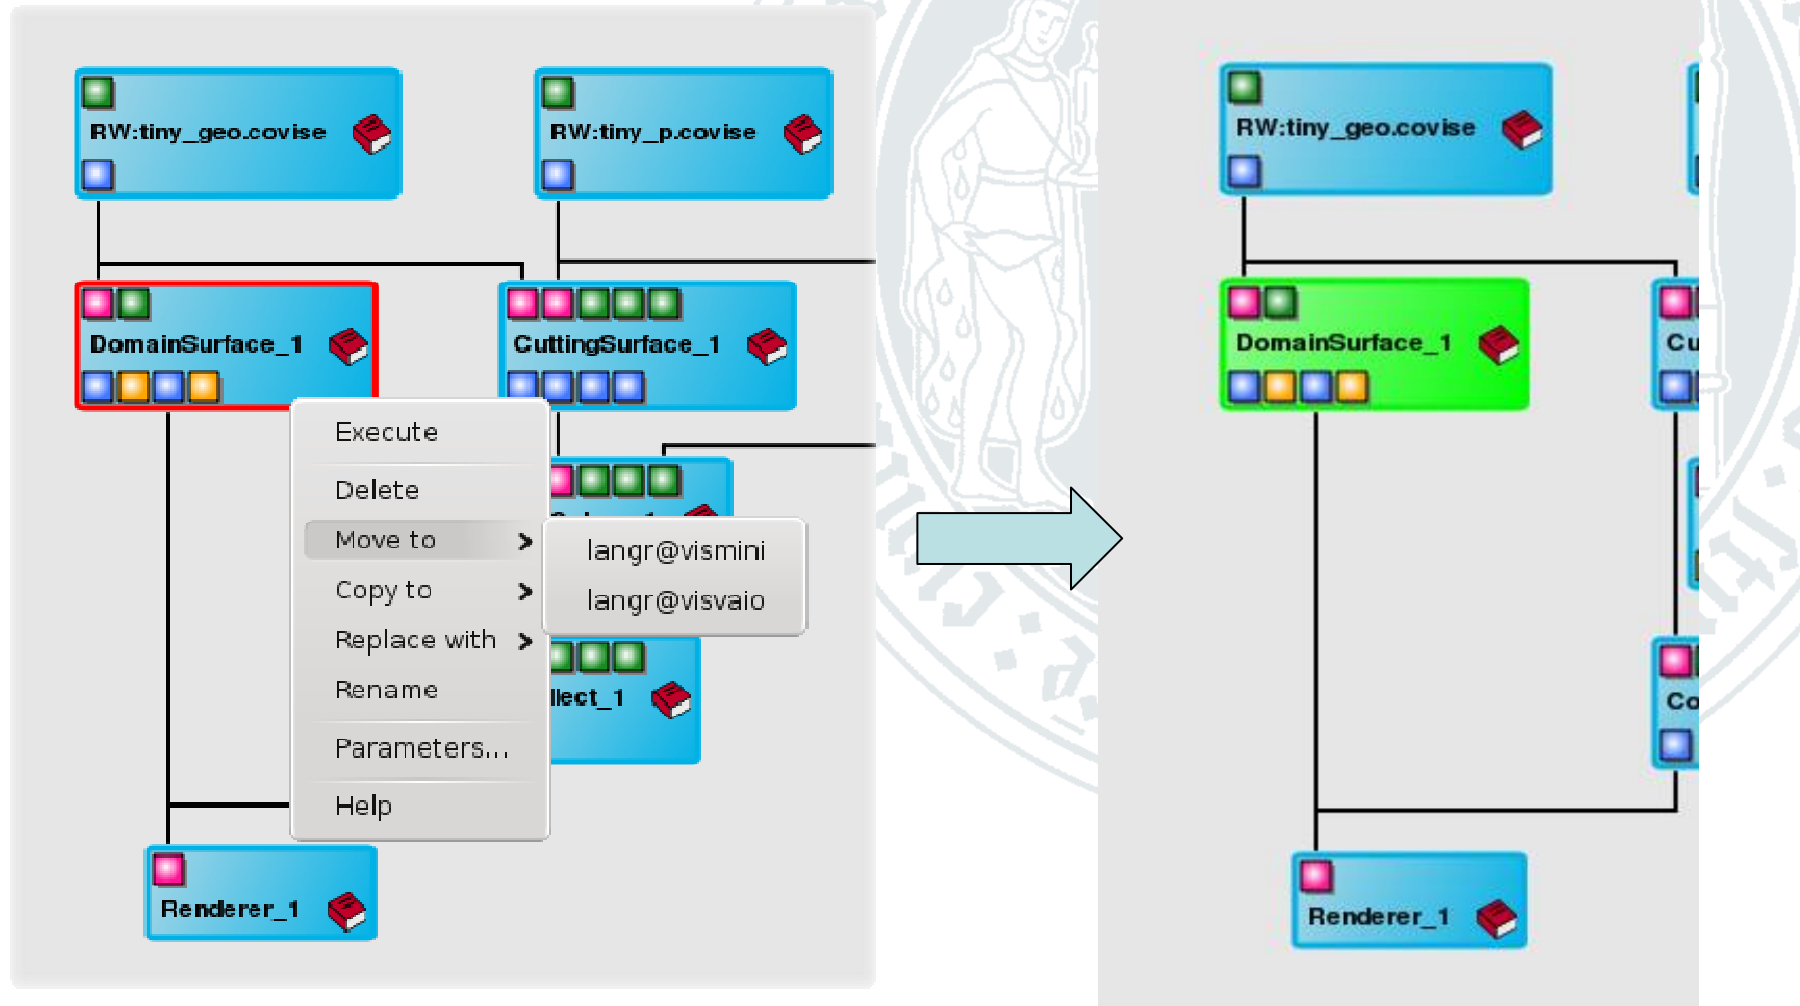 RW:tiny_geo.covise
RW:tiny_p.covise
DomainSurface_1
CuttingSurface_1
Execute
Delete
Move to
Copy to
Replace with
Rename
Parameters...
Help
langr@vismini
langr@visvaio
llect_1
Renderer_1
RW:tiny_geo.covise
DomainSurface_1
Cu
Co
Renderer_1